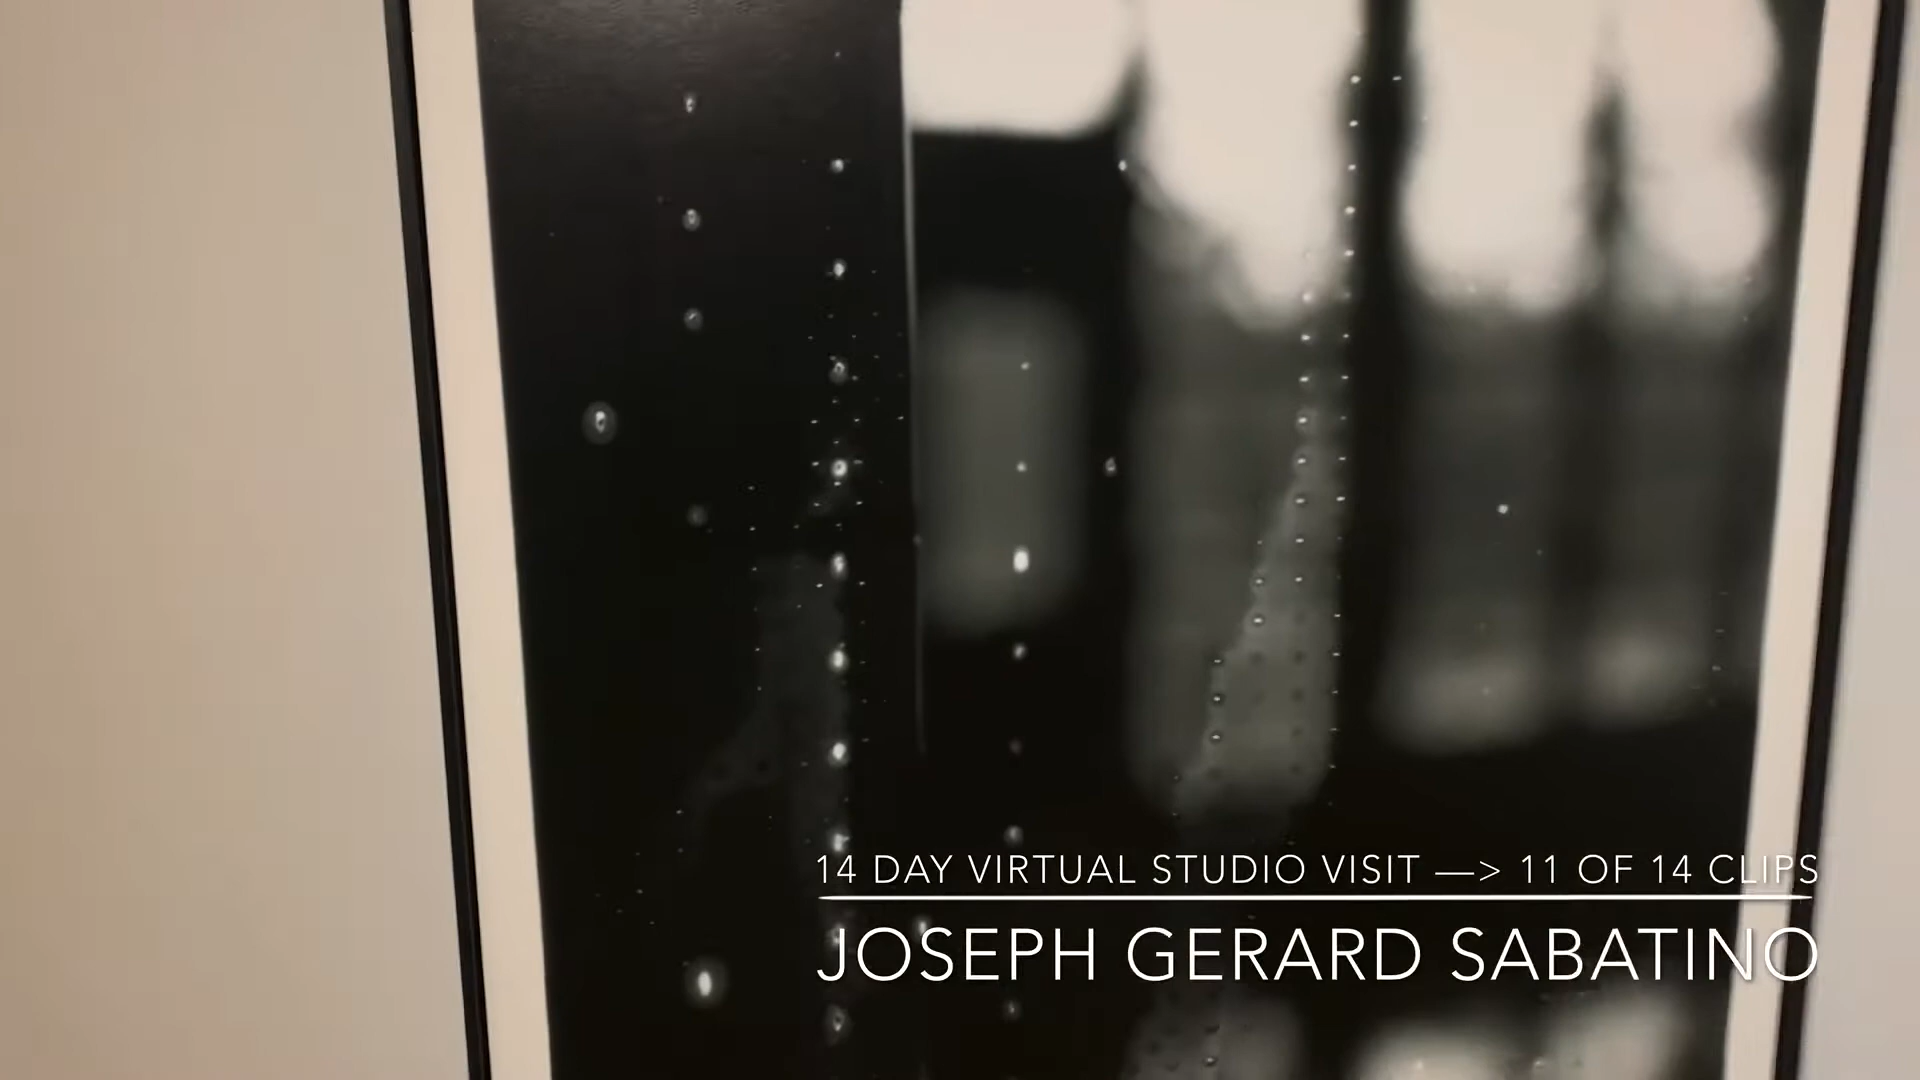 14 DAY VIRTUAL STUDIO VISIT —> 11 OF 14 CLIPS
JOSEPH GERARD SABATINO